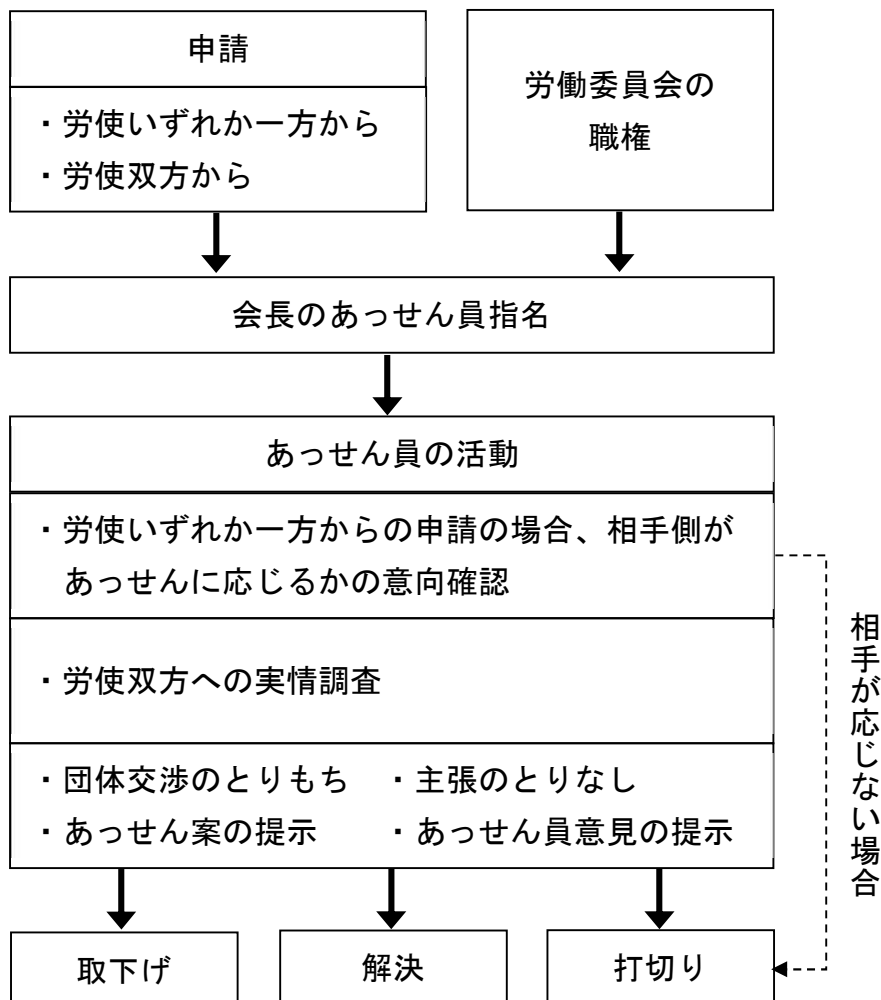 申請
・労使いずれか一方から
・労使双方から
労働委員会の
職権
会長のあっせん員指名
あっせん員の活動
・労使いずれか一方からの申請の場合、相手側が
あっせんに応じるかの意向確認
・労使双方への実情調査
・団体交渉のとりもち ・主張のとりなし
・あっせん案の提示 ・あっせん員意見の提示
相手が応じない場合
取下げ
解決
打切り